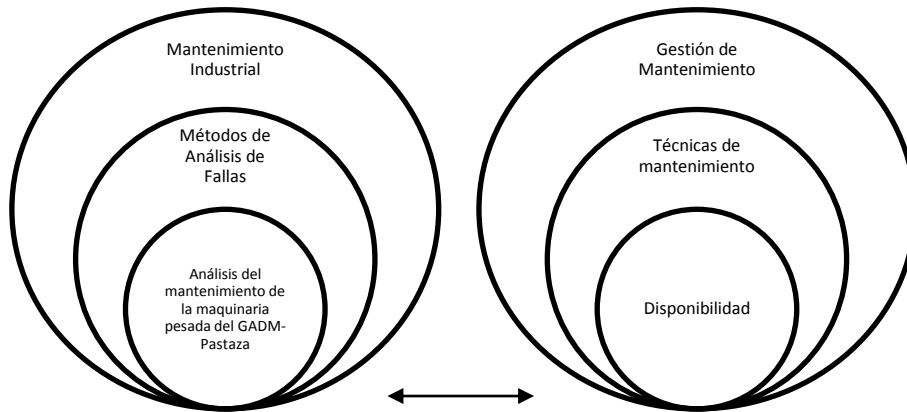 Mantenimiento
Industrial
Métodos de
Análisis de
Fallas
Análisis del
mantenimiento de
la maquinaria
pesada del GADM-
Pastaza
Gestión de
Mantenimiento
Técnicas de
mantenimiento
Disponibilidad